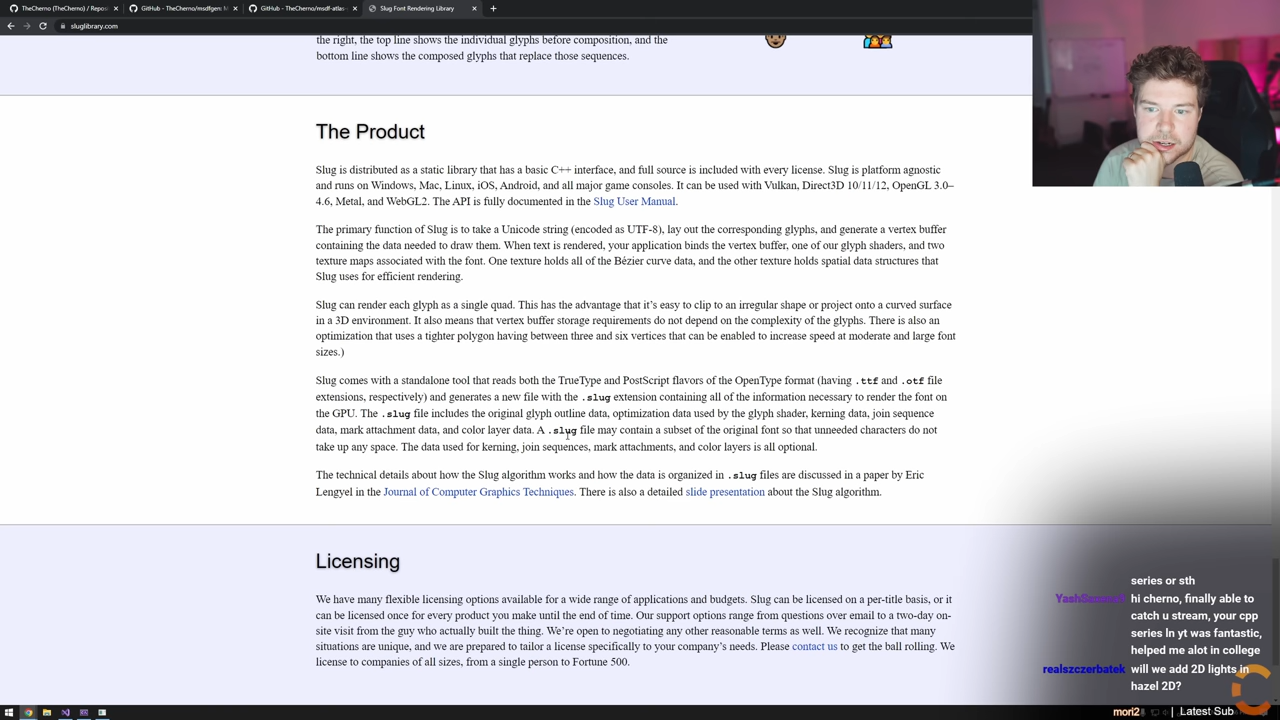 TheCherno (TheCherno) / Repos
GitHub - TheCherno/msdfgen: M
GitHub - TheCherno/msdf-atlas-
Slug Font Rendering Library
sluglibrary.com
the right, the top line shows the individual glyphs before composition, and the
bottom line shows the composed glyphs that replace those sequences.
The Product
Slug is distributed as a static library that has a basic C++ interface, and full source is included with every license. Slug is platform agnostic
and runs on Windows, Mac, Linux, iOS, Android, and all major game consoles. It can be used with Vulkan, Direct3D 10/11/12, OpenGL 3.0–
4.6, Metal, and WebGL2. The API is fully documented in the Slug User Manual.
The primary function of Slug is to take a Unicode string (encoded as UTF-8), lay out the corresponding glyphs, and generate a vertex buffer
containing the data needed to draw them. When text is rendered, your application binds the vertex buffer, one of our glyph shaders, and two
texture maps associated with the font. One texture holds all of the Bézier curve data, and the other texture holds spatial data structures that
Slug uses for efficient rendering.
Slug can render each glyph as a single quad. This has the advantage that it's easy to clip to an irregular shape or project onto a curved surface
in a 3D environment. It also means that vertex buffer storage requirements do not depend on the complexity of the glyphs. There is also an
optimization that uses a tighter polygon having between three and six vertices that can be enabled to increase speed at moderate and large font
sizes.)
Slug comes with a standalone tool that reads both the TrueType and PostScript flavors of the OpenType format (having .ttf and .otf file
extensions, respectively) and generates a new file with the .slug extension containing all of the information necessary to render the font on
the GPU. The .slug file includes the original glyph outline data, optimization data used by the glyph shader, kerning data, join sequence
data, mark attachment data, and color layer data. A .slug file may contain a subset of the original font so that unneeded characters do not
take up any space. The data used for kerning, join sequences, mark attachments, and color layers is all optional.
The technical details about how the Slug algorithm works and how the data is organized in .slug files are discussed in a paper by Eric
Lengyel in the Journal of Computer Graphics Techniques. There is also a detailed slide presentation about the Slug algorithm.
Licensing
We have many flexible licensing options available for a wide range of applications and budgets. Slug can be licensed on a per-title basis, or it
can be licensed once for every product you make until the end of time. Our support options range from questions over email to a two-day on-
site visit from the guy who actually built the thing. We're open to negotiating any other reasonable terms as well. We recognize that many
situations are unique, and we are prepared to tailor a license specifically to your company's needs. Please contact us to get the ball rolling. We
license to companies of all sizes, from a single person to Fortune 500.
series or sth
hi cherno, finally able to
catch u stream, your cpp
series ln yt was fantastic,
helped me alot in college
realszczerbatek will we add 2D lights in
hazel 2D?
mori2 | Latest Sub